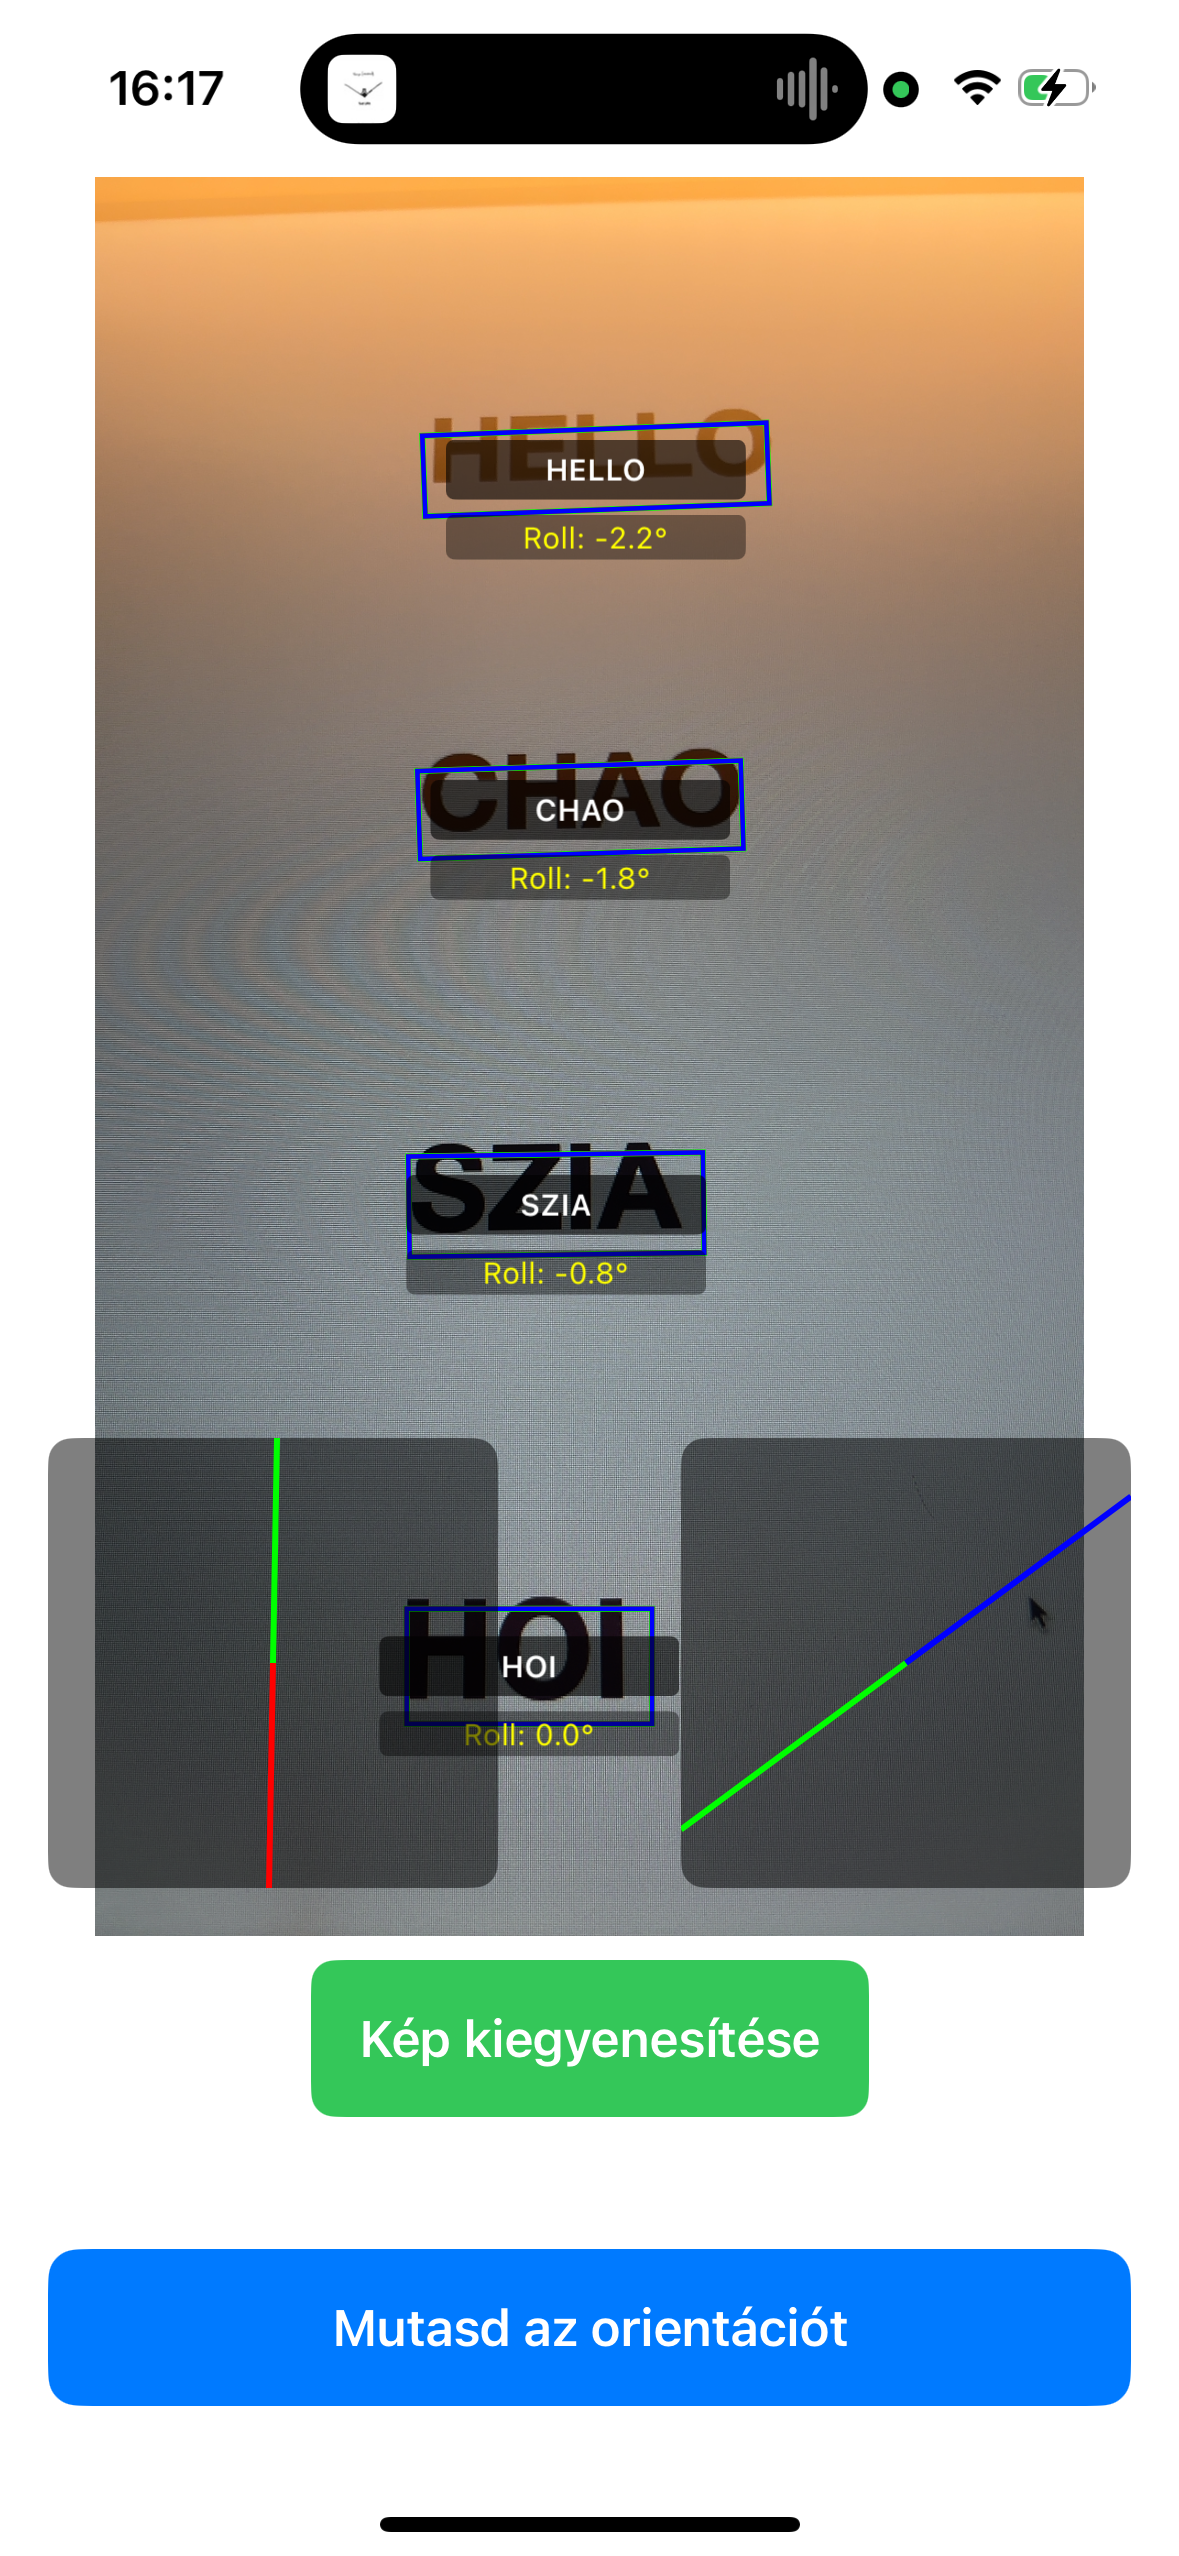 16:17
HELLO
HELLO
Roll: -2.2°
CHAO
CHAO
Roll: -1.8°
SZIA
SZIA
Roll: -0.8°
HOI
HOI
Roll: 0.0°
Kép kiegyenesítése
Mutasd az orientációt